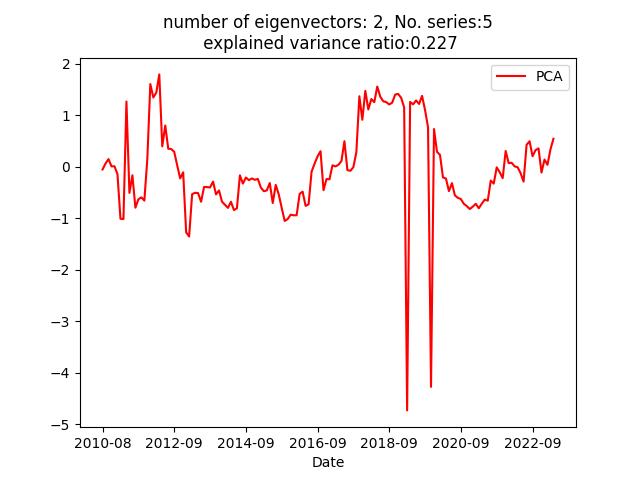 number of eigenvectors: 2, No. series:5
explained variance ratio:0.227
PCA
2
1
0
−1
−2
−3
−4
−5
2010-08 2012-09 2014-09 2016-09 2018-09 2020-09 2022-09
Date